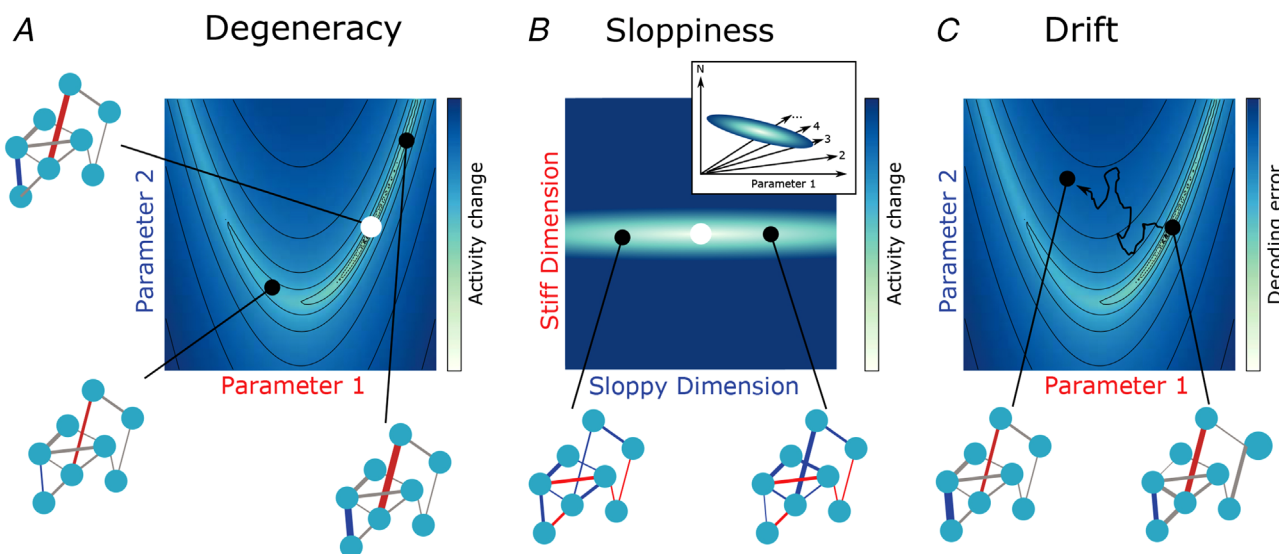 A
Degeneracy
Parameter 2
Parameter 1
Activity change
B
Sloppiness
N
...
4
3
2
Parameter 1
Stiff Dimension
Sloppy Dimension
Activity change
C
Drift
Parameter 2
Parameter 1
Decoding error